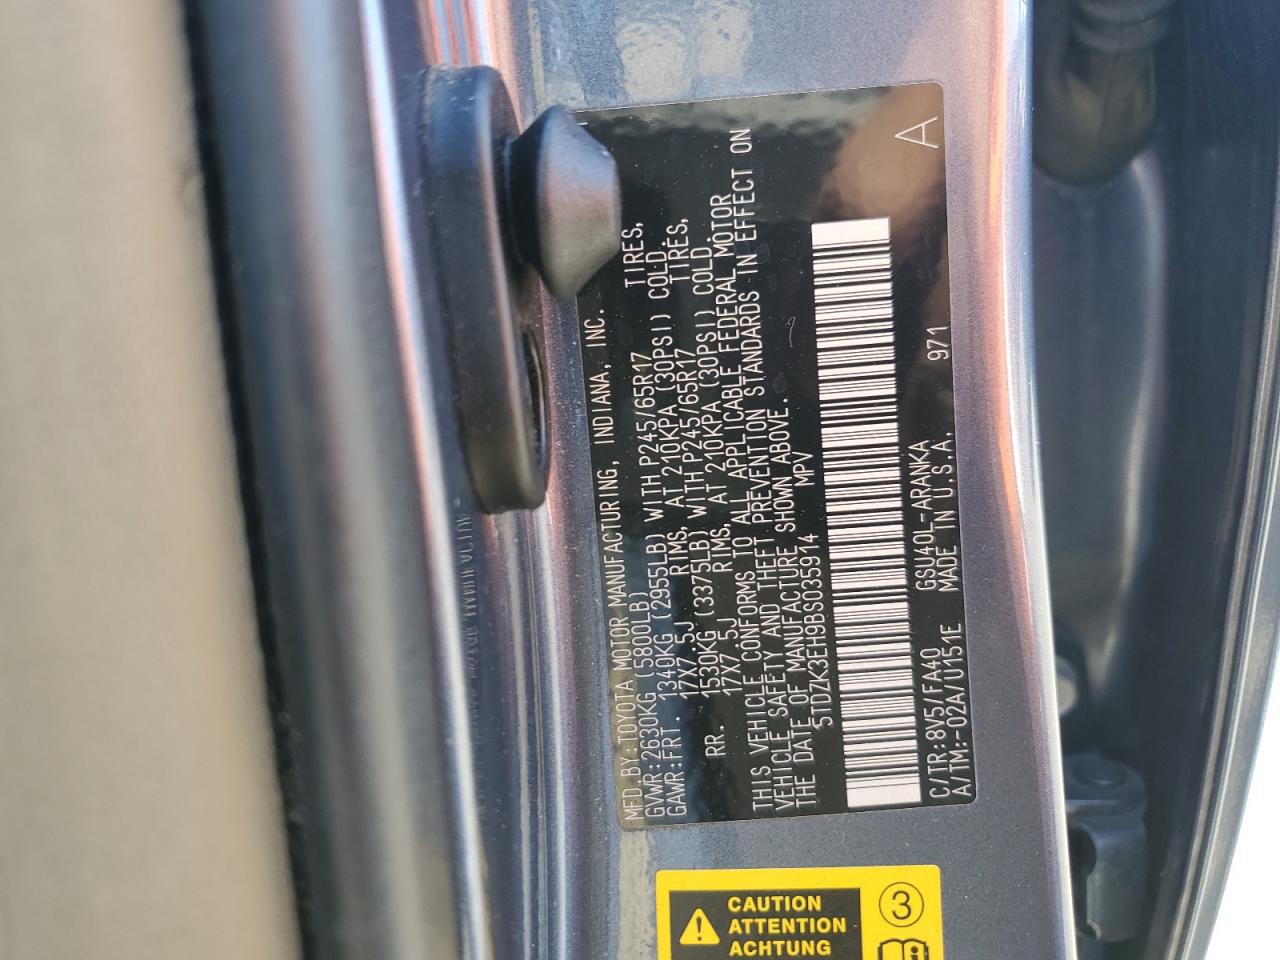 MFD.BY:TOYOTA MOTOR MANUFACTURING, INDIANA, INC.
GVWR:2630KG (5800LB)
GAWR:FRT. 1340KG (2955LB) WITH P245/65R17 TIRES,
17X7.5J RIMS, AT 210KPA (30PSI) COLD.
RR. 1530KG (3375LB) WITH P245/65R17 TIRES,
17X7.5J RIMS, AT 210KPA (30PSI) COLD.
THIS VEHICLE CONFORMS TO ALL APPLICABLE FEDERAL MOTOR
VEHICLE SAFETY AND THEFT PREVENTION STANDARDS IN EFFECT ON
THE DATE OF MANUFACTURE SHOWN ABOVE.
5TDZK3EH9BS035914 MPV
C/TR:8V5/FA40 GSU40L-ARANKA 971 A
A/TM:-02A/U151E MADE IN U.S.A.
CAUTION
ATTENTION
ACHTUNG
3